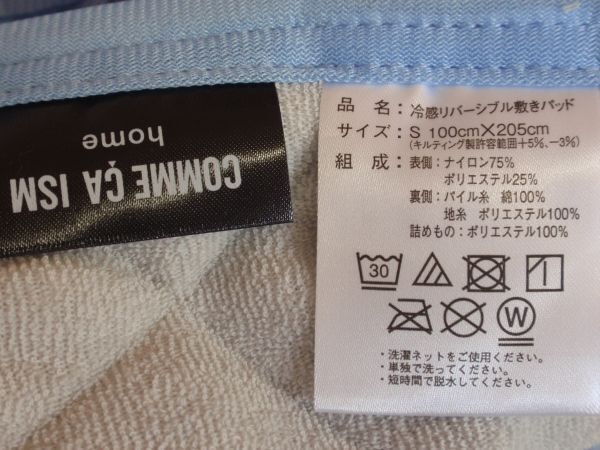 COMME ÇA ISM
home
品 名：冷感リバーシブル敷きパッド
サイズ：S 100cm×205cm
(キルティング製許容範囲+5%、-3%)
組 成：表側：ナイロン75%
ポリエステル25%
裏側：パイル糸 綿100%
地糸 ポリエステル100%
詰めもの：ポリエステル100%
30
W
・洗濯ネットをご使用ください。
・単独で洗ってください。
・短時間で脱水してください。